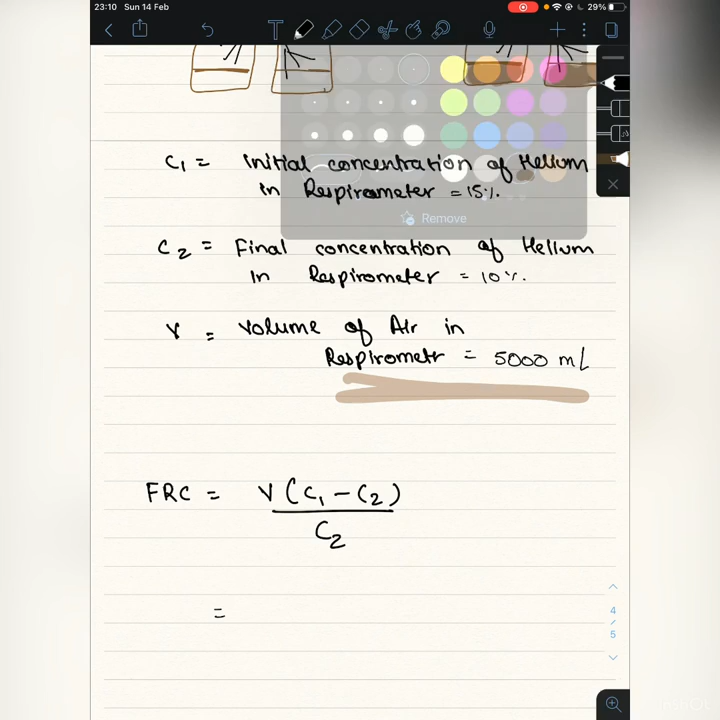 23:10 Sun 14 Feb
29%
T
C1 = Initial concentration of Helium
in Respirometer = 15%.
Remove
C2 = Final concentration of Helium
In Respirometer = 10%.
V = Volume of Air in
Respirometr = 5000 mL
FRC = V (C1 - C2)
C2
=
4
/
5